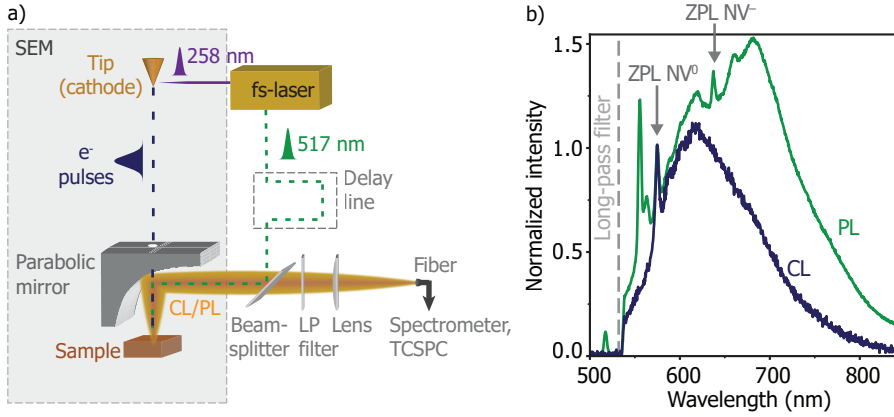 a)
SEM
Tip
(cathode)
258 nm
fs-laser
517 nm
e⁻
pulses
Delay
line
Parabolic
mirror
CL/PL
Fiber
Sample
Beam-
splitter
LP
filter
Lens
Spectrometer,
TCSPC
b)
ZPL NV⁻
ZPL NV⁰
Long-pass filter
PL
CL
Normalized intensity
1.5
1.0
0.5
0.0
500 600 700 800
Wavelength (nm)